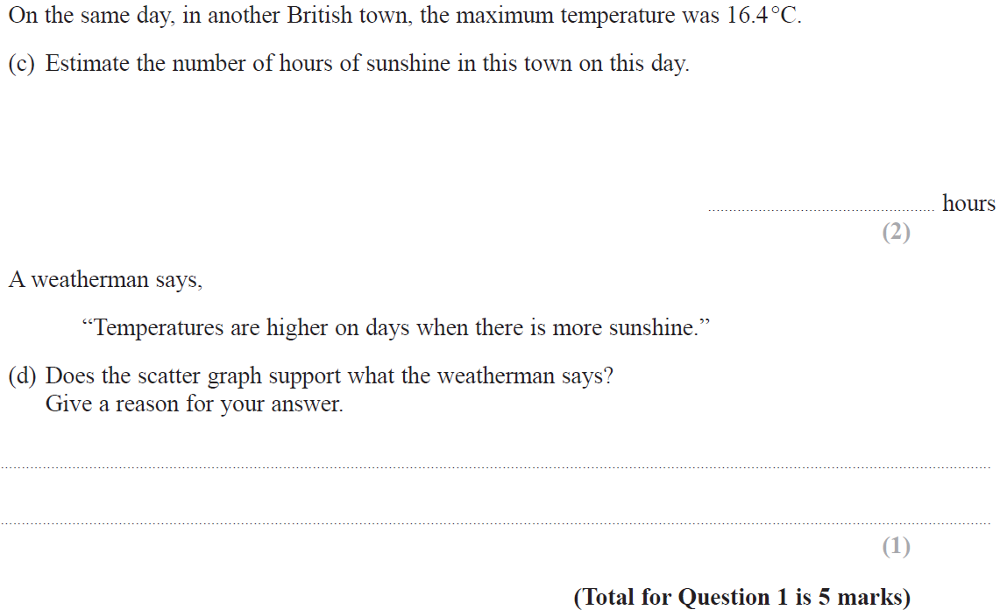 On the same day, in another British town, the maximum temperature was 16.4°C.
(c) Estimate the number of hours of sunshine in this town on this day.
........................................................ hours
(2)
A weatherman says,
“Temperatures are higher on days when there is more sunshine.”
(d) Does the scatter graph support what the weatherman says?
Give a reason for your answer.
(1)
(Total for Question 1 is 5 marks)